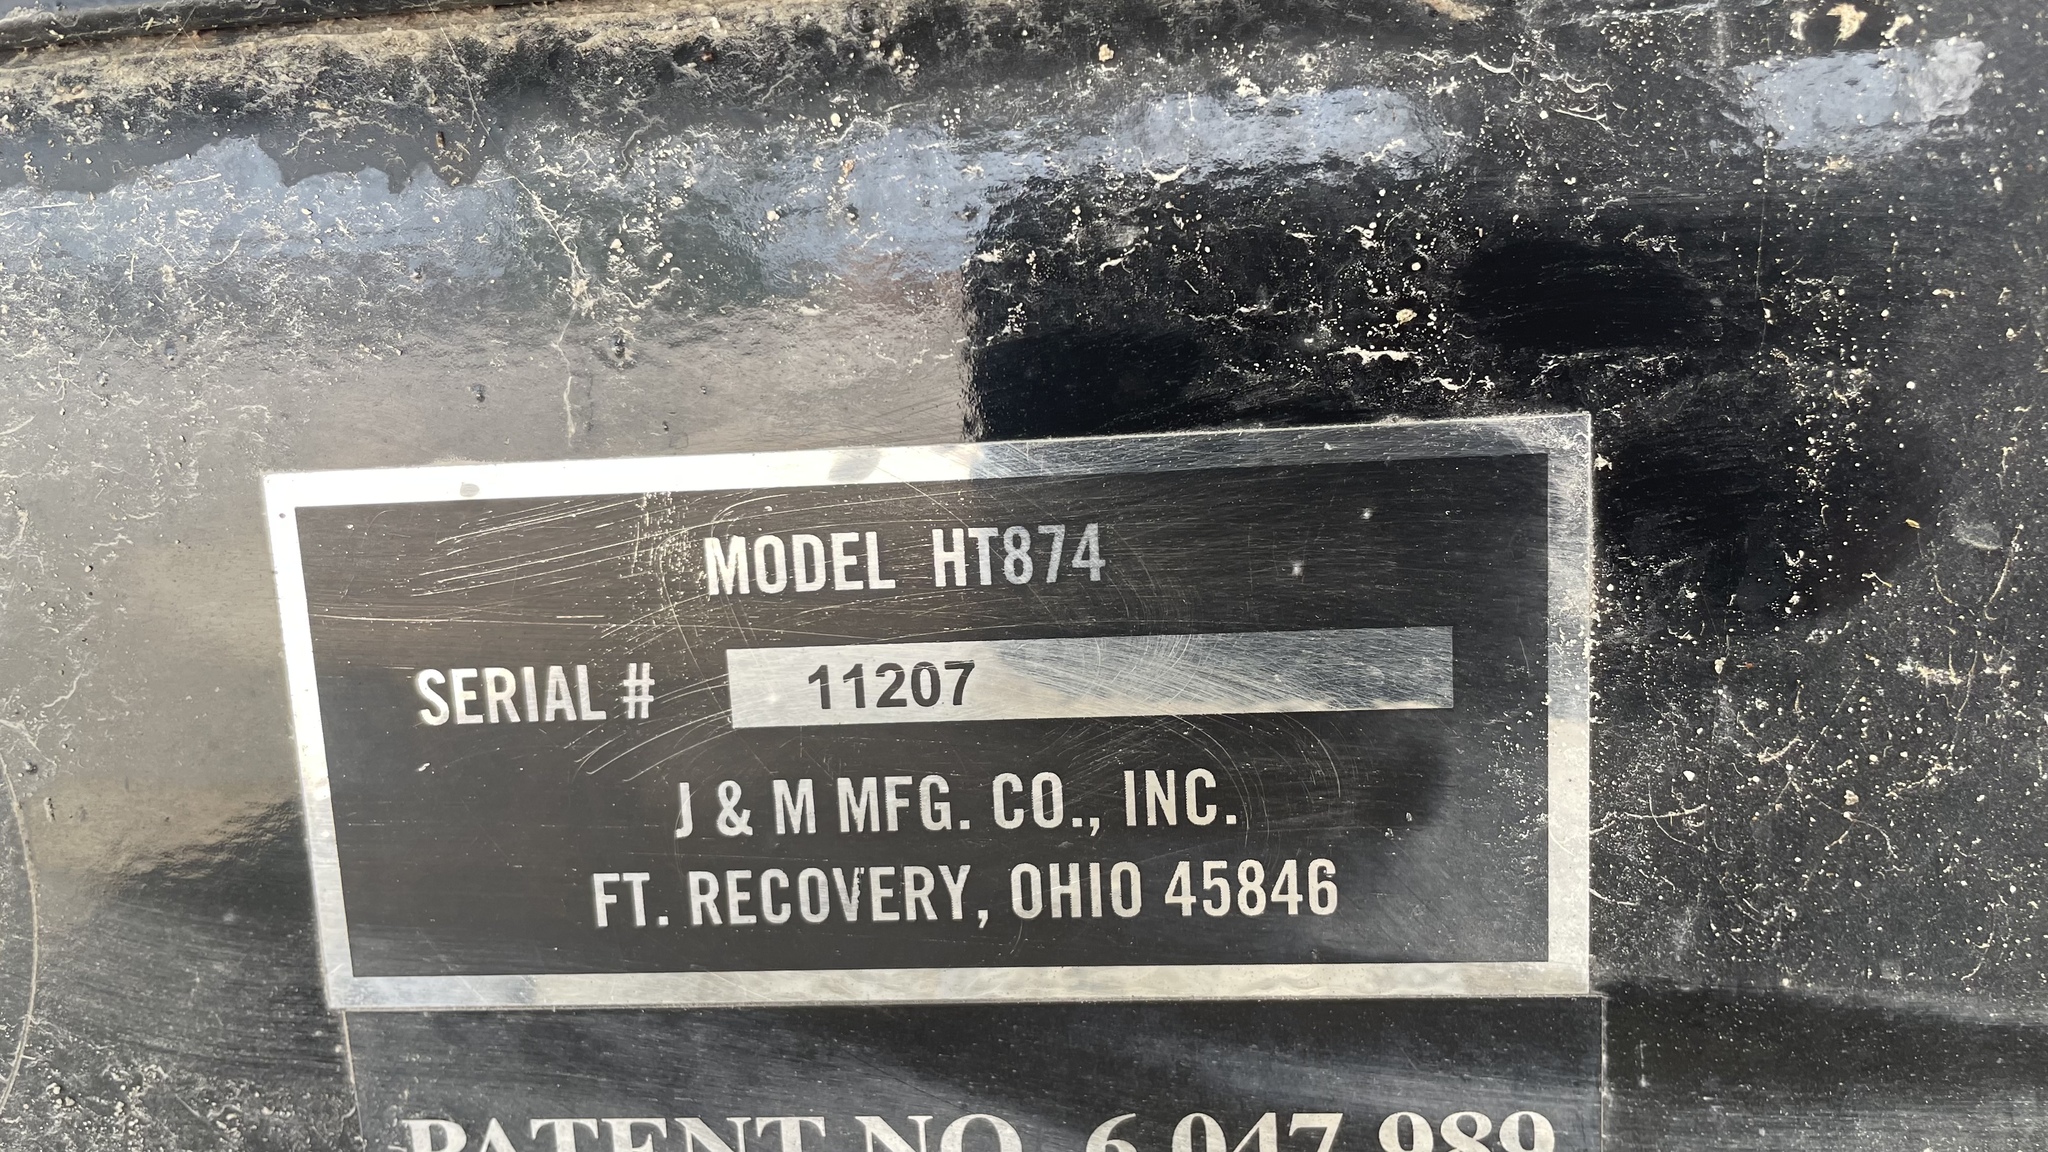 MODEL HT874
SERIAL # 11207
J & M MFG. CO., INC.
FT. RECOVERY, OHIO 45846
PATENT NO. 6,047,989